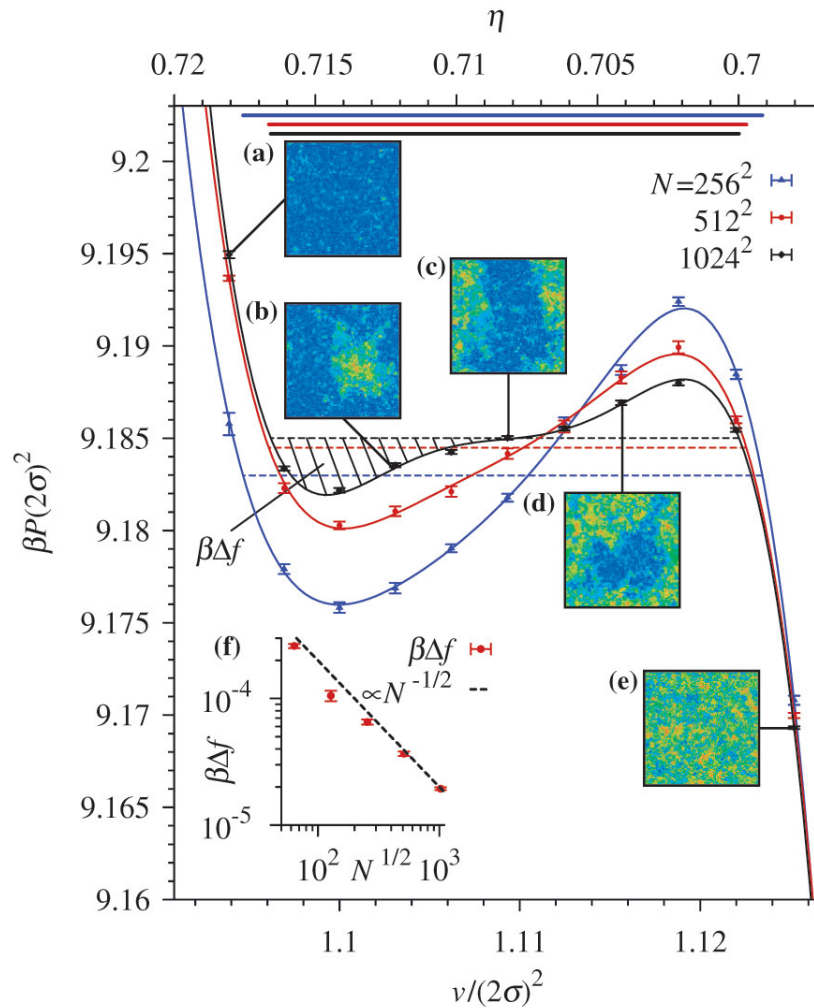 η
0.72 0.715 0.71 0.705 0.7
9.2
9.195
9.19
9.185
9.18
9.175
9.17
9.165
9.16
βP(2σ)²
(a)
(b)
(c)
(d)
(e)
N=256²
512²
1024²
βΔf
(f)
βΔf
∝N⁻¹/²
10⁻⁴
10⁻⁵
βΔf
10² N¹/² 10³
1.1 1.11 1.12
v/(2σ)²